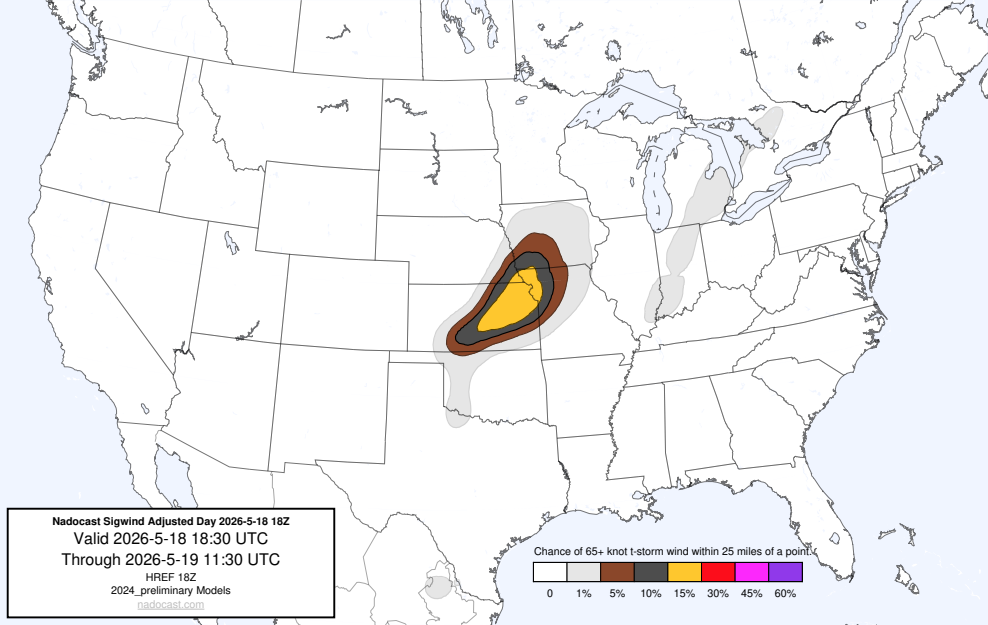 Nadocast Sigwind Adjusted Day 2026-5-18 18Z
Valid 2026-5-18 18:30 UTC
Through 2026-5-19 11:30 UTC
HREF 18Z
2024_preliminary Models
nadocast.com
Chance of 65+ knot t-storm wind within 25 miles of a point.
0 1% 5% 10% 15% 30% 45% 60%